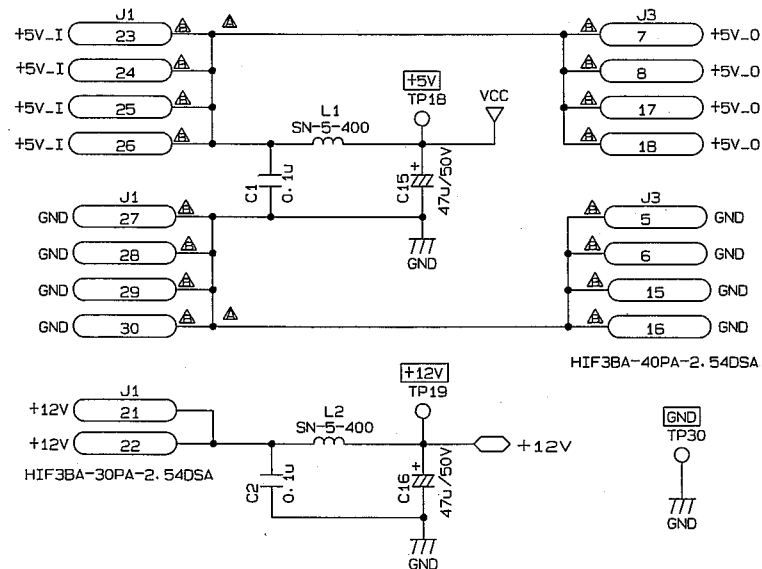 J1
J3
+5V_I 23
7 +5V_O
+5V_I 24
8 +5V_O
+5V_I 25
17 +5V_O
+5V_I 26
18 +5V_O
+5V
TP18
VCC
L1
SN-5-400
C1
0.1u
+
C15
47u/50V
J1
J3
GND 27
5 GND
GND 28
6 GND
GND 29
15 GND
GND 30
16 GND
GND
HIF3BA-40PA-2.54DSA
J1
+12V 21
+12V 22
HIF3BA-30PA-2.54DSA
+12V
TP19
L2
SN-5-400
+12V
C2
0.1u
+
C16
47u/50V
GND
GND
TP30
GND